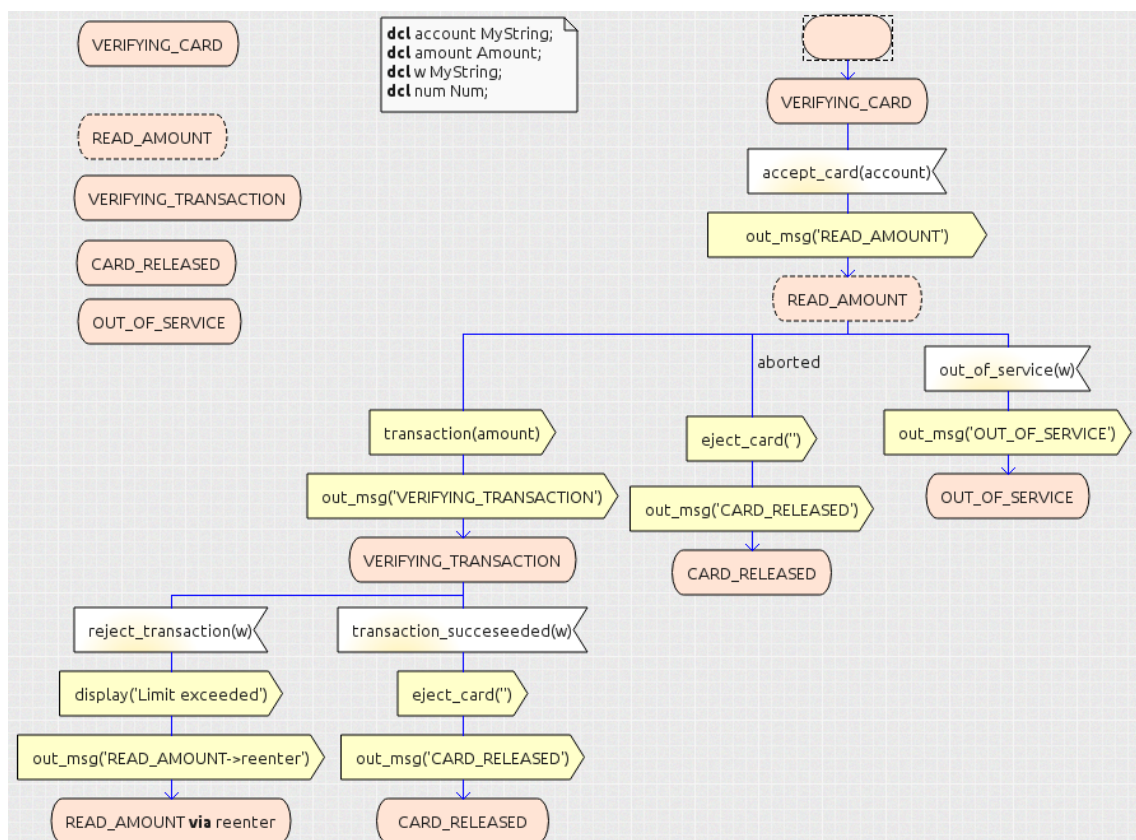 VERIFYING_CARD
READ_AMOUNT
VERIFYING_TRANSACTION
CARD_RELEASED
OUT_OF_SERVICE
dcl account MyString;
dcl amount Amount;
dcl w MyString;
dcl num Num;
VERIFYING_CARD
accept_card(account)
out_msg('READ_AMOUNT')
READ_AMOUNT
transaction(amount)
out_msg('VERIFYING_TRANSACTION')
VERIFYING_TRANSACTION
reject_transaction(w)
display('Limit exceeded')
out_msg('READ_AMOUNT->reenter')
READ_AMOUNT via reenter
transaction_succeseeded(w)
eject_card('')
out_msg('CARD_RELEASED')
CARD_RELEASED
aborted
eject_card('')
out_msg('CARD_RELEASED')
CARD_RELEASED
out_of_service(w)
out_msg('OUT_OF_SERVICE')
OUT_OF_SERVICE